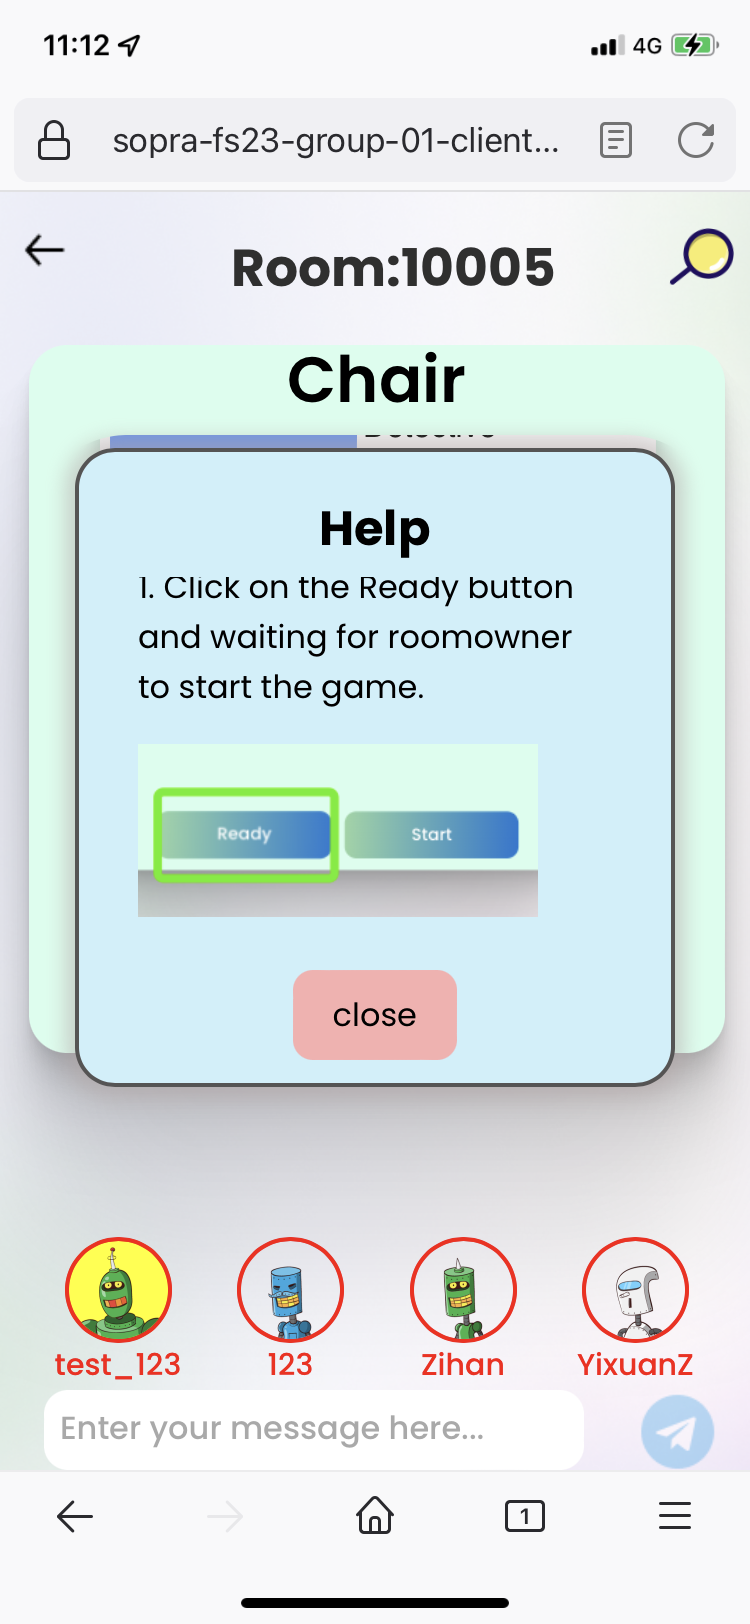 11:12
4G
sopra-fs23-group-01-client...
Room:10005
Chair
Help
1. Click on the Ready button
and waiting for roomowner
to start the game.
Ready Start
close
test_123 123 Zihan YixuanZ
Enter your message here...
1